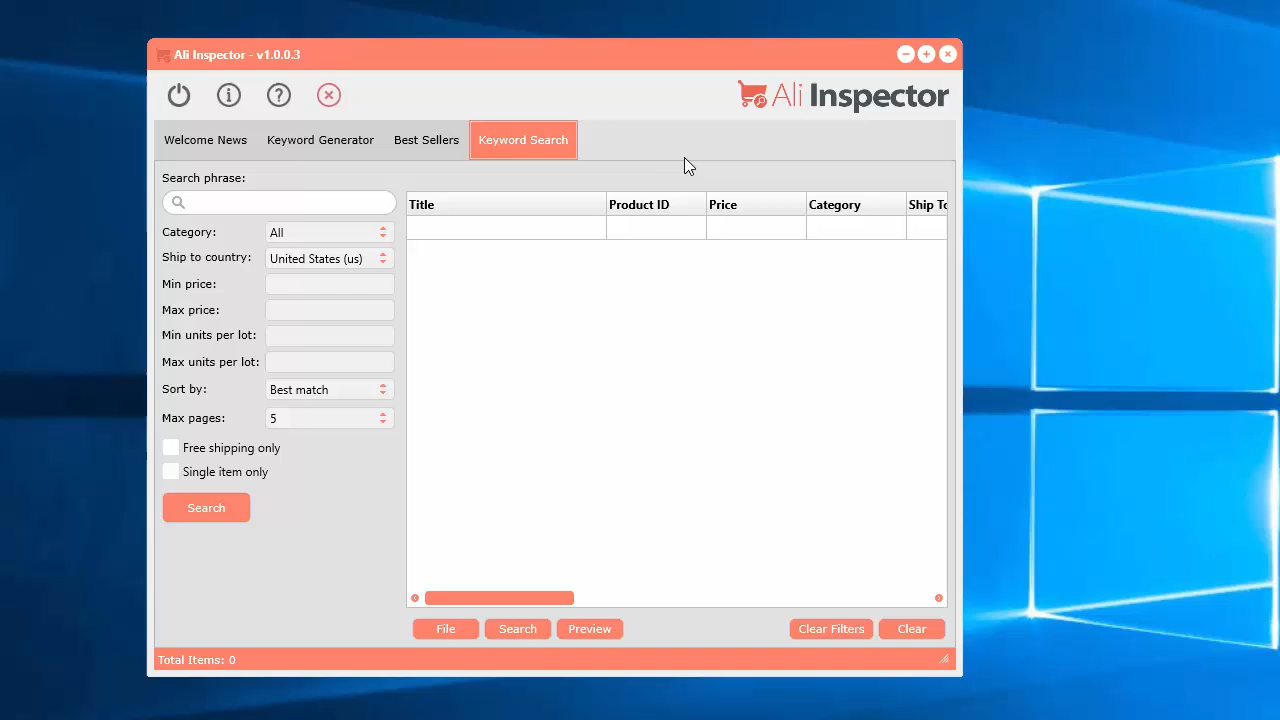 Ali Inspector - v1.0.0.3
Ali Inspector
Welcome News Keyword Generator Best Sellers Keyword Search
Search phrase:
Title Product ID Price Category Ship To
Category: All
Ship to country: United States (us)
Min price:
Max price:
Min units per lot:
Max units per lot:
Sort by: Best match
Max pages: 5
Free shipping only
Single item only
Search
File Search Preview Clear Filters Clear
Total Items: 0